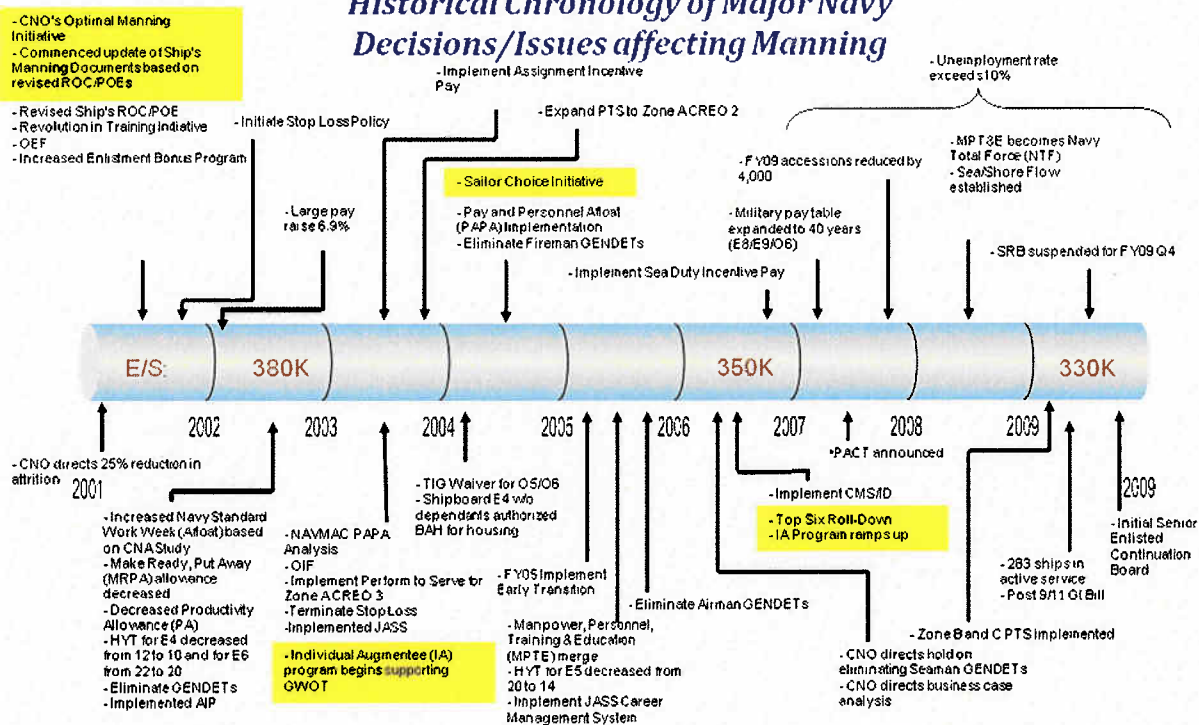 Historical Chronology of Major Navy
Decisions/Issues affecting Manning
- CNO's Optimal Manning
Initiative
- Commenced update of Ship's
Manning Documents based on
revised ROC/POEs
- Revised Ship's ROC/POE
- Revolution in Training Initiative
- OEF
- Increased Enlistment Bonus Program
- Initiate Stop Loss Policy
- Large pay
raise 6.9%
- Implement Assignment Incentive
Pay
- Expand PTS to Zone A CREO 2
- Sailor Choice Initiative
- Pay and Personnel Afloat
(PAPA) Implementation
- Eliminate Fireman GENDETs
- Implement Sea Duty Incentive Pay
- Unemployment rate
exceeds 10%
- FY09 accessions reduced by
4,000
- Military pay table
expanded to 40 years
(E8/E9/O6)
- MPT&E becomes Navy
Total Force (NTF)
- Sea/Shore Flow
established
- SRB suspended for FY09 Q4
E/S: 380K 350K 330K
2001 2002 2003 2004 2005 2006 2007 2008 2009 2009
- CNO directs 25% reduction in
attrition
- Increased Navy Standard
Work Week (Afloat) based
on CNA Study
- Make Ready, Put Away
(MRPA) allowance
decreased
- Decreased Productivity
Allowance (PA)
- HYT for E4 decreased
from 12 to 10 and for E6
from 22 to 20
- Eliminate GENDETs
- Implemented AIP
- NAVMAC PAPA
Analysis
- OIF
- Implement Perform to Serve for
Zone A CREO 3
- Terminate Stop Loss
-Implemented JASS
- Individual Augmentee (IA)
program begins supporting
GWOT
- TIG Waiver for O5/O6
- Shipboard E4 w/o
dependants authorized
BAH for housing
- FY05 Implement
Early Transition
- Manpower, Personnel,
Training & Education
(MPTE) merge
- HYT for E5 decreased from
20 to 14
- Implement JASS Career
Management System
- Eliminate Airman GENDETs
- Implement CMS/ID
- Top Six Roll-Down
- IA Program ramps up
•PACT announced
- CNO directs hold on
eliminating Seaman GENDETs
- CNO directs business case
analysis
- Zone B and C PTS implemented
- 283 ships in
active service
- Post 9/11 GI Bill
- Initial Senior
Enlisted
Continuation
Board